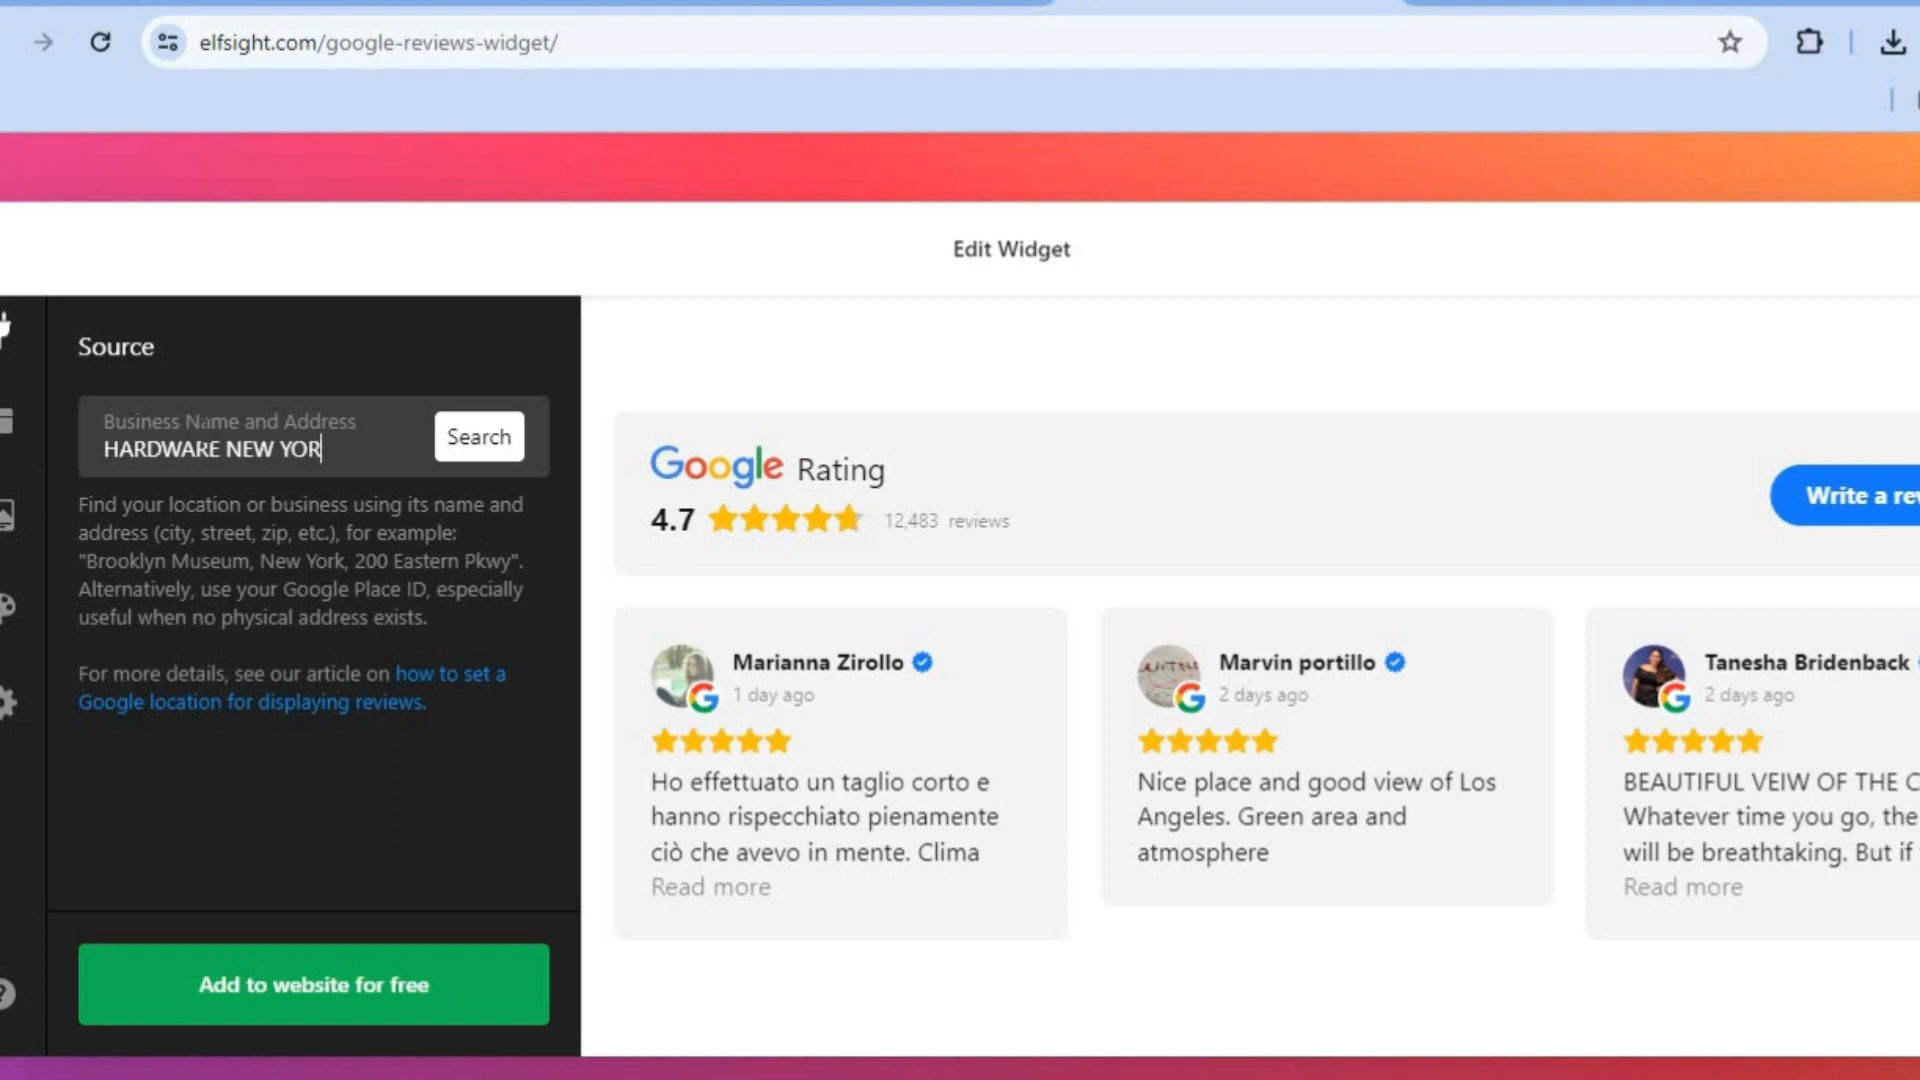 elfsight.com/google-reviews-widget/
Edit Widget
Source
Business Name and Address
HARDWARE NEW YOR
Search
Find your location or business using its name and
address (city, street, zip, etc.), for example:
"Brooklyn Museum, New York, 200 Eastern Pkwy".
Alternatively, use your Google Place ID, especially
useful when no physical address exists.
For more details, see our article on how to set a
Google location for displaying reviews.
Add to website for free
Google Rating
4.7 12,483 reviews
Write a re
Marianna Zirollo
1 day ago
Ho effettuato un taglio corto e
hanno rispecchiato pienamente
ciò che avevo in mente. Clima
Read more
Marvin portillo
2 days ago
Nice place and good view of Los
Angeles. Green area and
atmosphere
Tanesha Bridenback
2 days ago
BEAUTIFUL VEIW OF THE C
Whatever time you go, the
will be breathtaking. But if
Read more